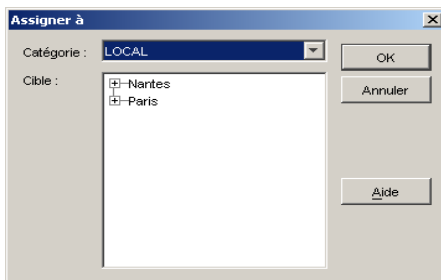 Assigner à
Catégorie : LOCAL
OK
Cible :
Nantes
Annuler
Paris
Aide